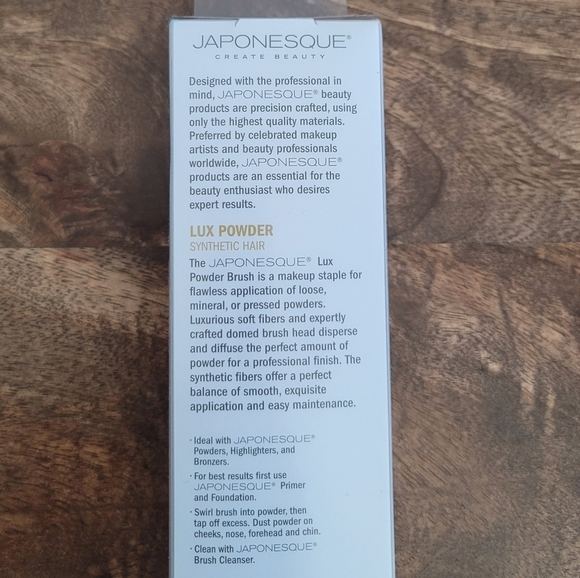 JAPONESQUE®
CREATE BEAUTY
Designed with the professional in
mind, JAPONESQUE® beauty
products are precision crafted, using
only the highest quality materials.
Preferred by celebrated makeup
artists and beauty professionals
worldwide, JAPONESQUE®
products are an essential for the
beauty enthusiast who desires
expert results.
LUX POWDER
SYNTHETIC HAIR
The JAPONESQUE® Lux
Powder Brush is a makeup staple for
flawless application of loose,
mineral, or pressed powders.
Luxurious soft fibers and expertly
crafted domed brush head disperse
and diffuse the perfect amount of
powder for a professional finish. The
synthetic fibers offer a perfect
balance of smooth, exquisite
application and easy maintenance.
· Ideal with JAPONESQUE®
Powders, Highlighters, and
Bronzers.
· For best results first use
JAPONESQUE® Primer
and Foundation.
· Swirl brush into powder, then
tap off excess. Dust powder on
cheeks, nose, forehead and chin.
· Clean with JAPONESQUE®
Brush Cleanser.